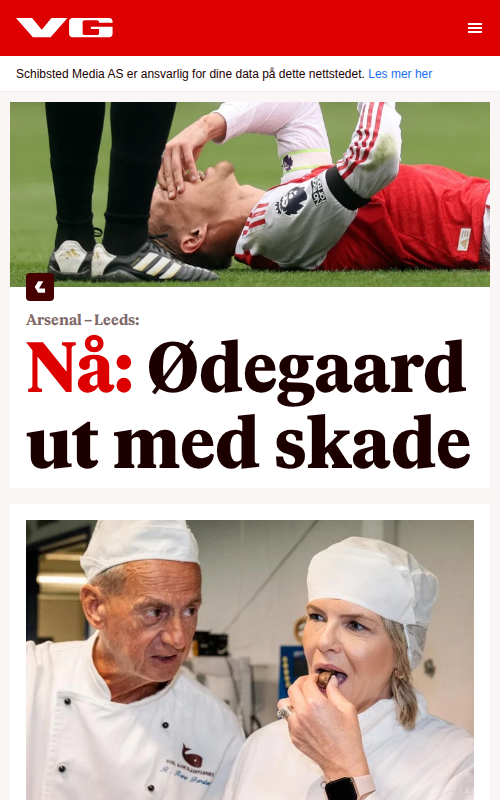 VG
Schibsted Media AS er ansvarlig for dine data på dette nettstedet. Les mer her
Arsenal – Leeds:
Nå: Ødegaard
ut med skade